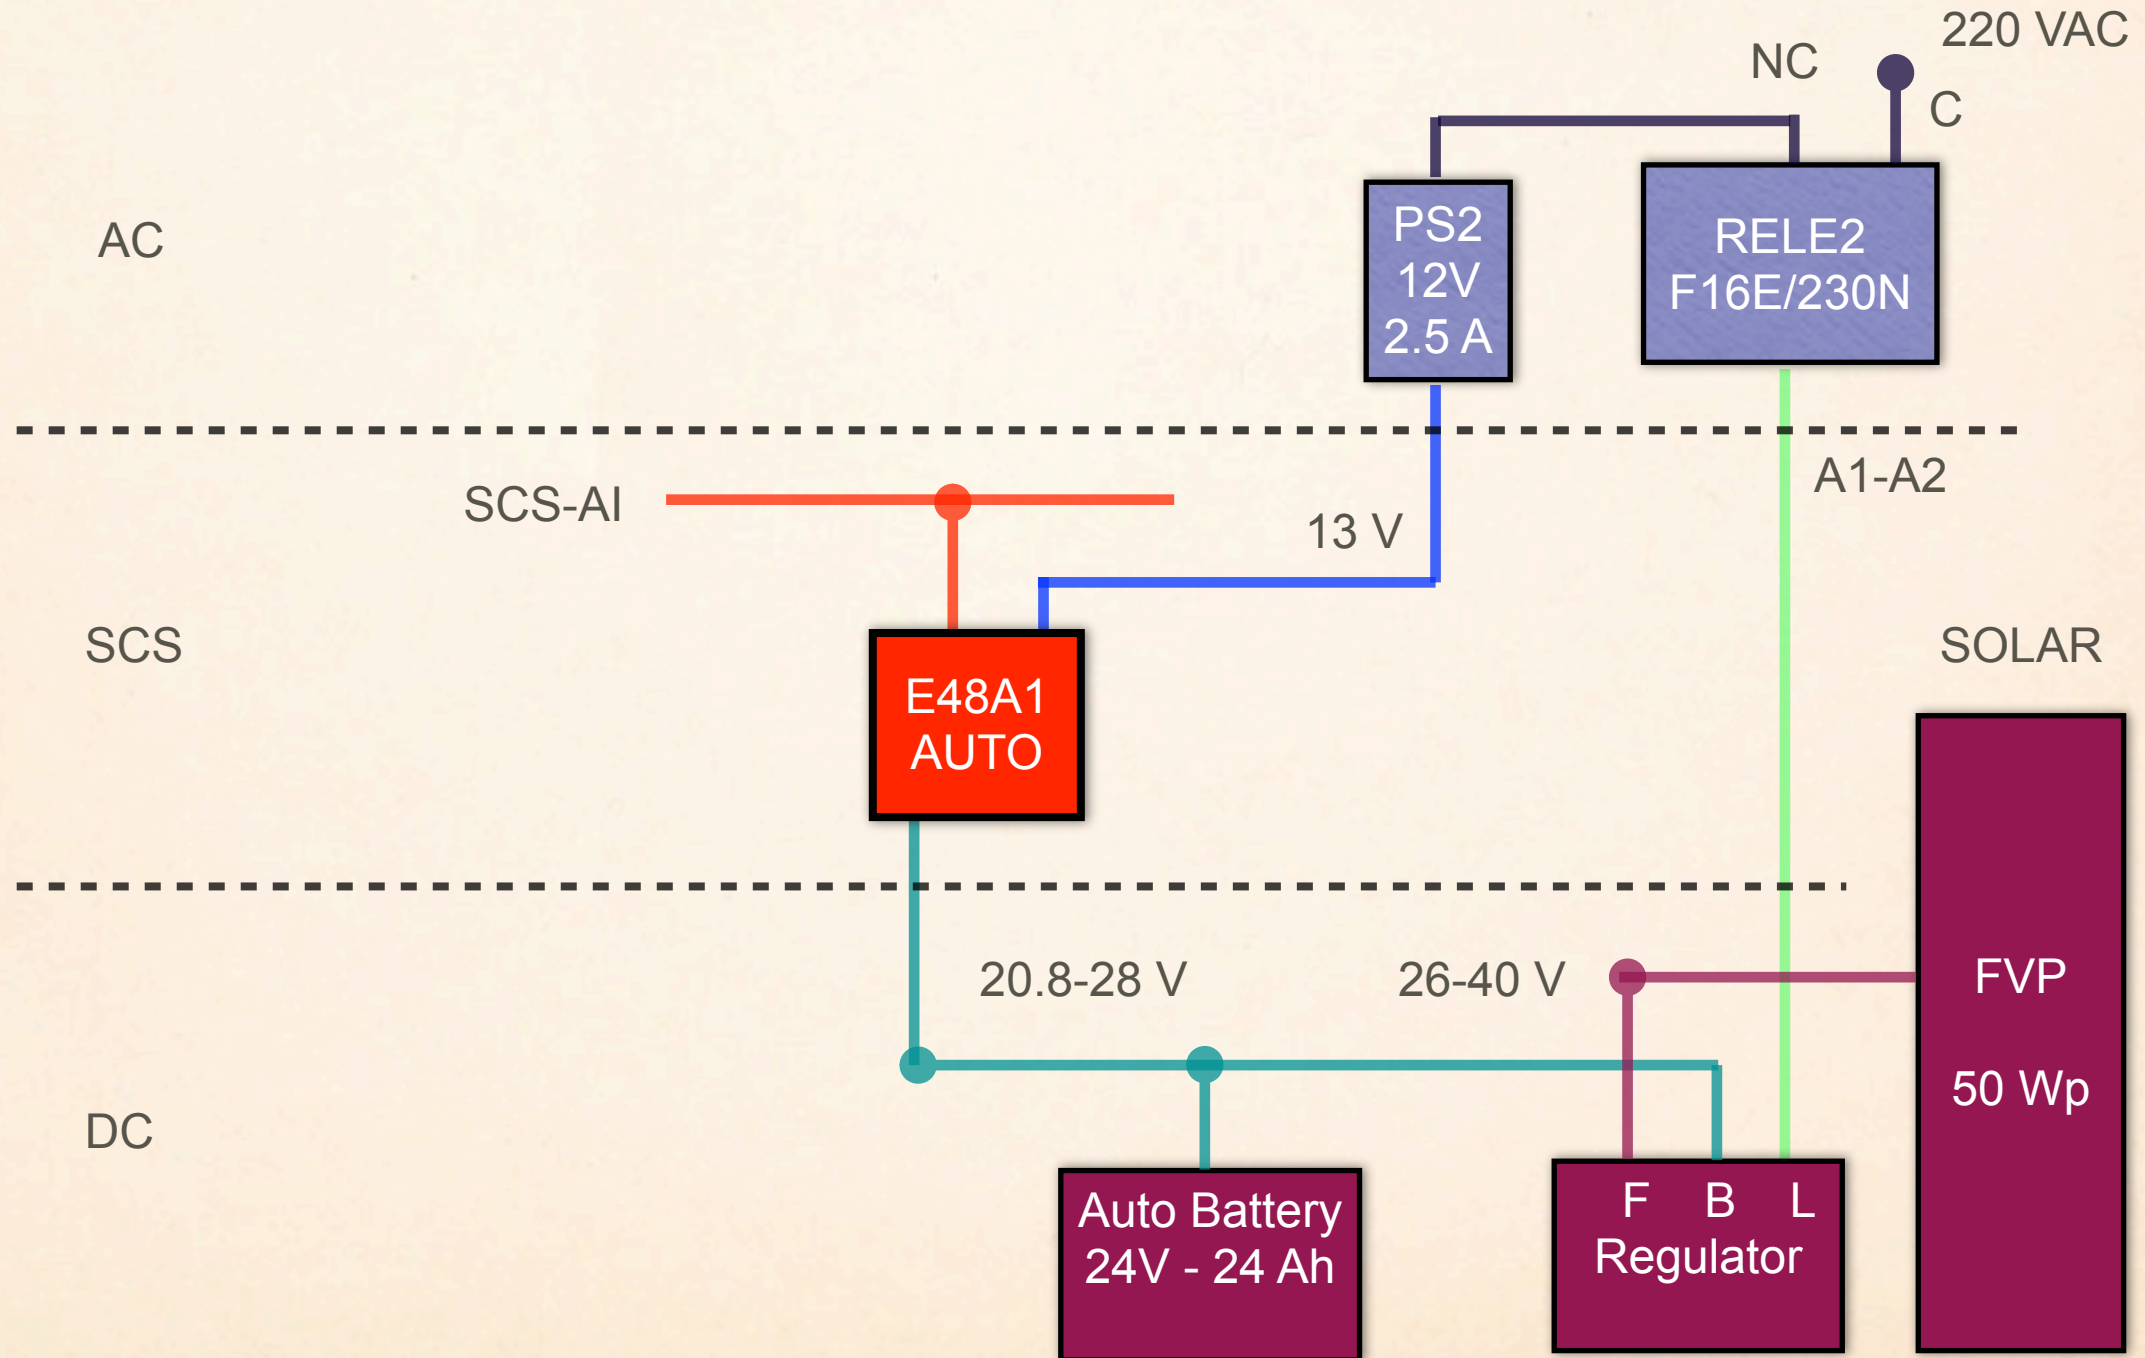 220 VAC
NC
C
AC
PS2
12V
2.5 A
RELE2
F16E/230N
A1-A2
SCS-AI
13 V
SCS
SOLAR
E48A1
AUTO
20.8-28 V
26-40 V
FVP
50 Wp
DC
Auto Battery
24V - 24 Ah
F B L
Regulator